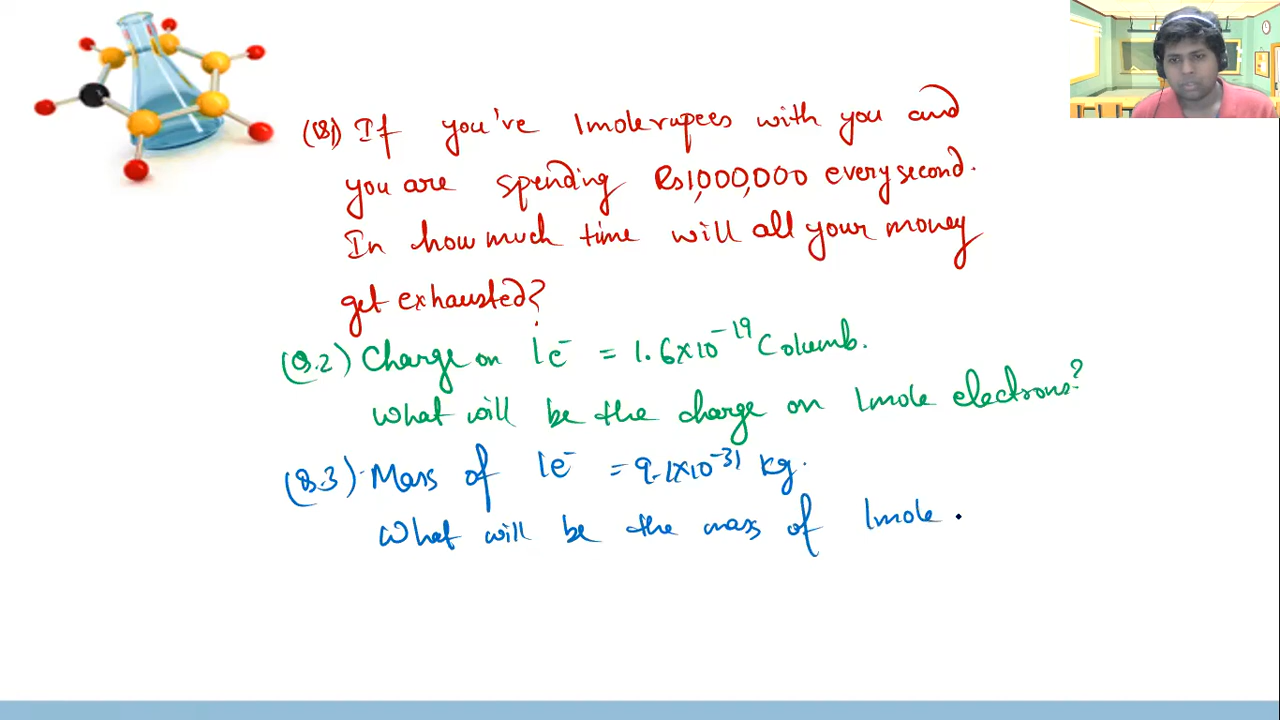 (Q1) If you've 1mole rupees with you and
you are spending Rs1,000,000 every second.
In how much time will all your money
get exhausted?
(Q.2) Charge on 1e⁻ = 1.6×10⁻¹⁹ Columb.
What will be the charge on 1mole electrons?
(Q.3) Mass of 1e⁻ = 9.1×10⁻³¹ kg.
What will be the mass of 1mole